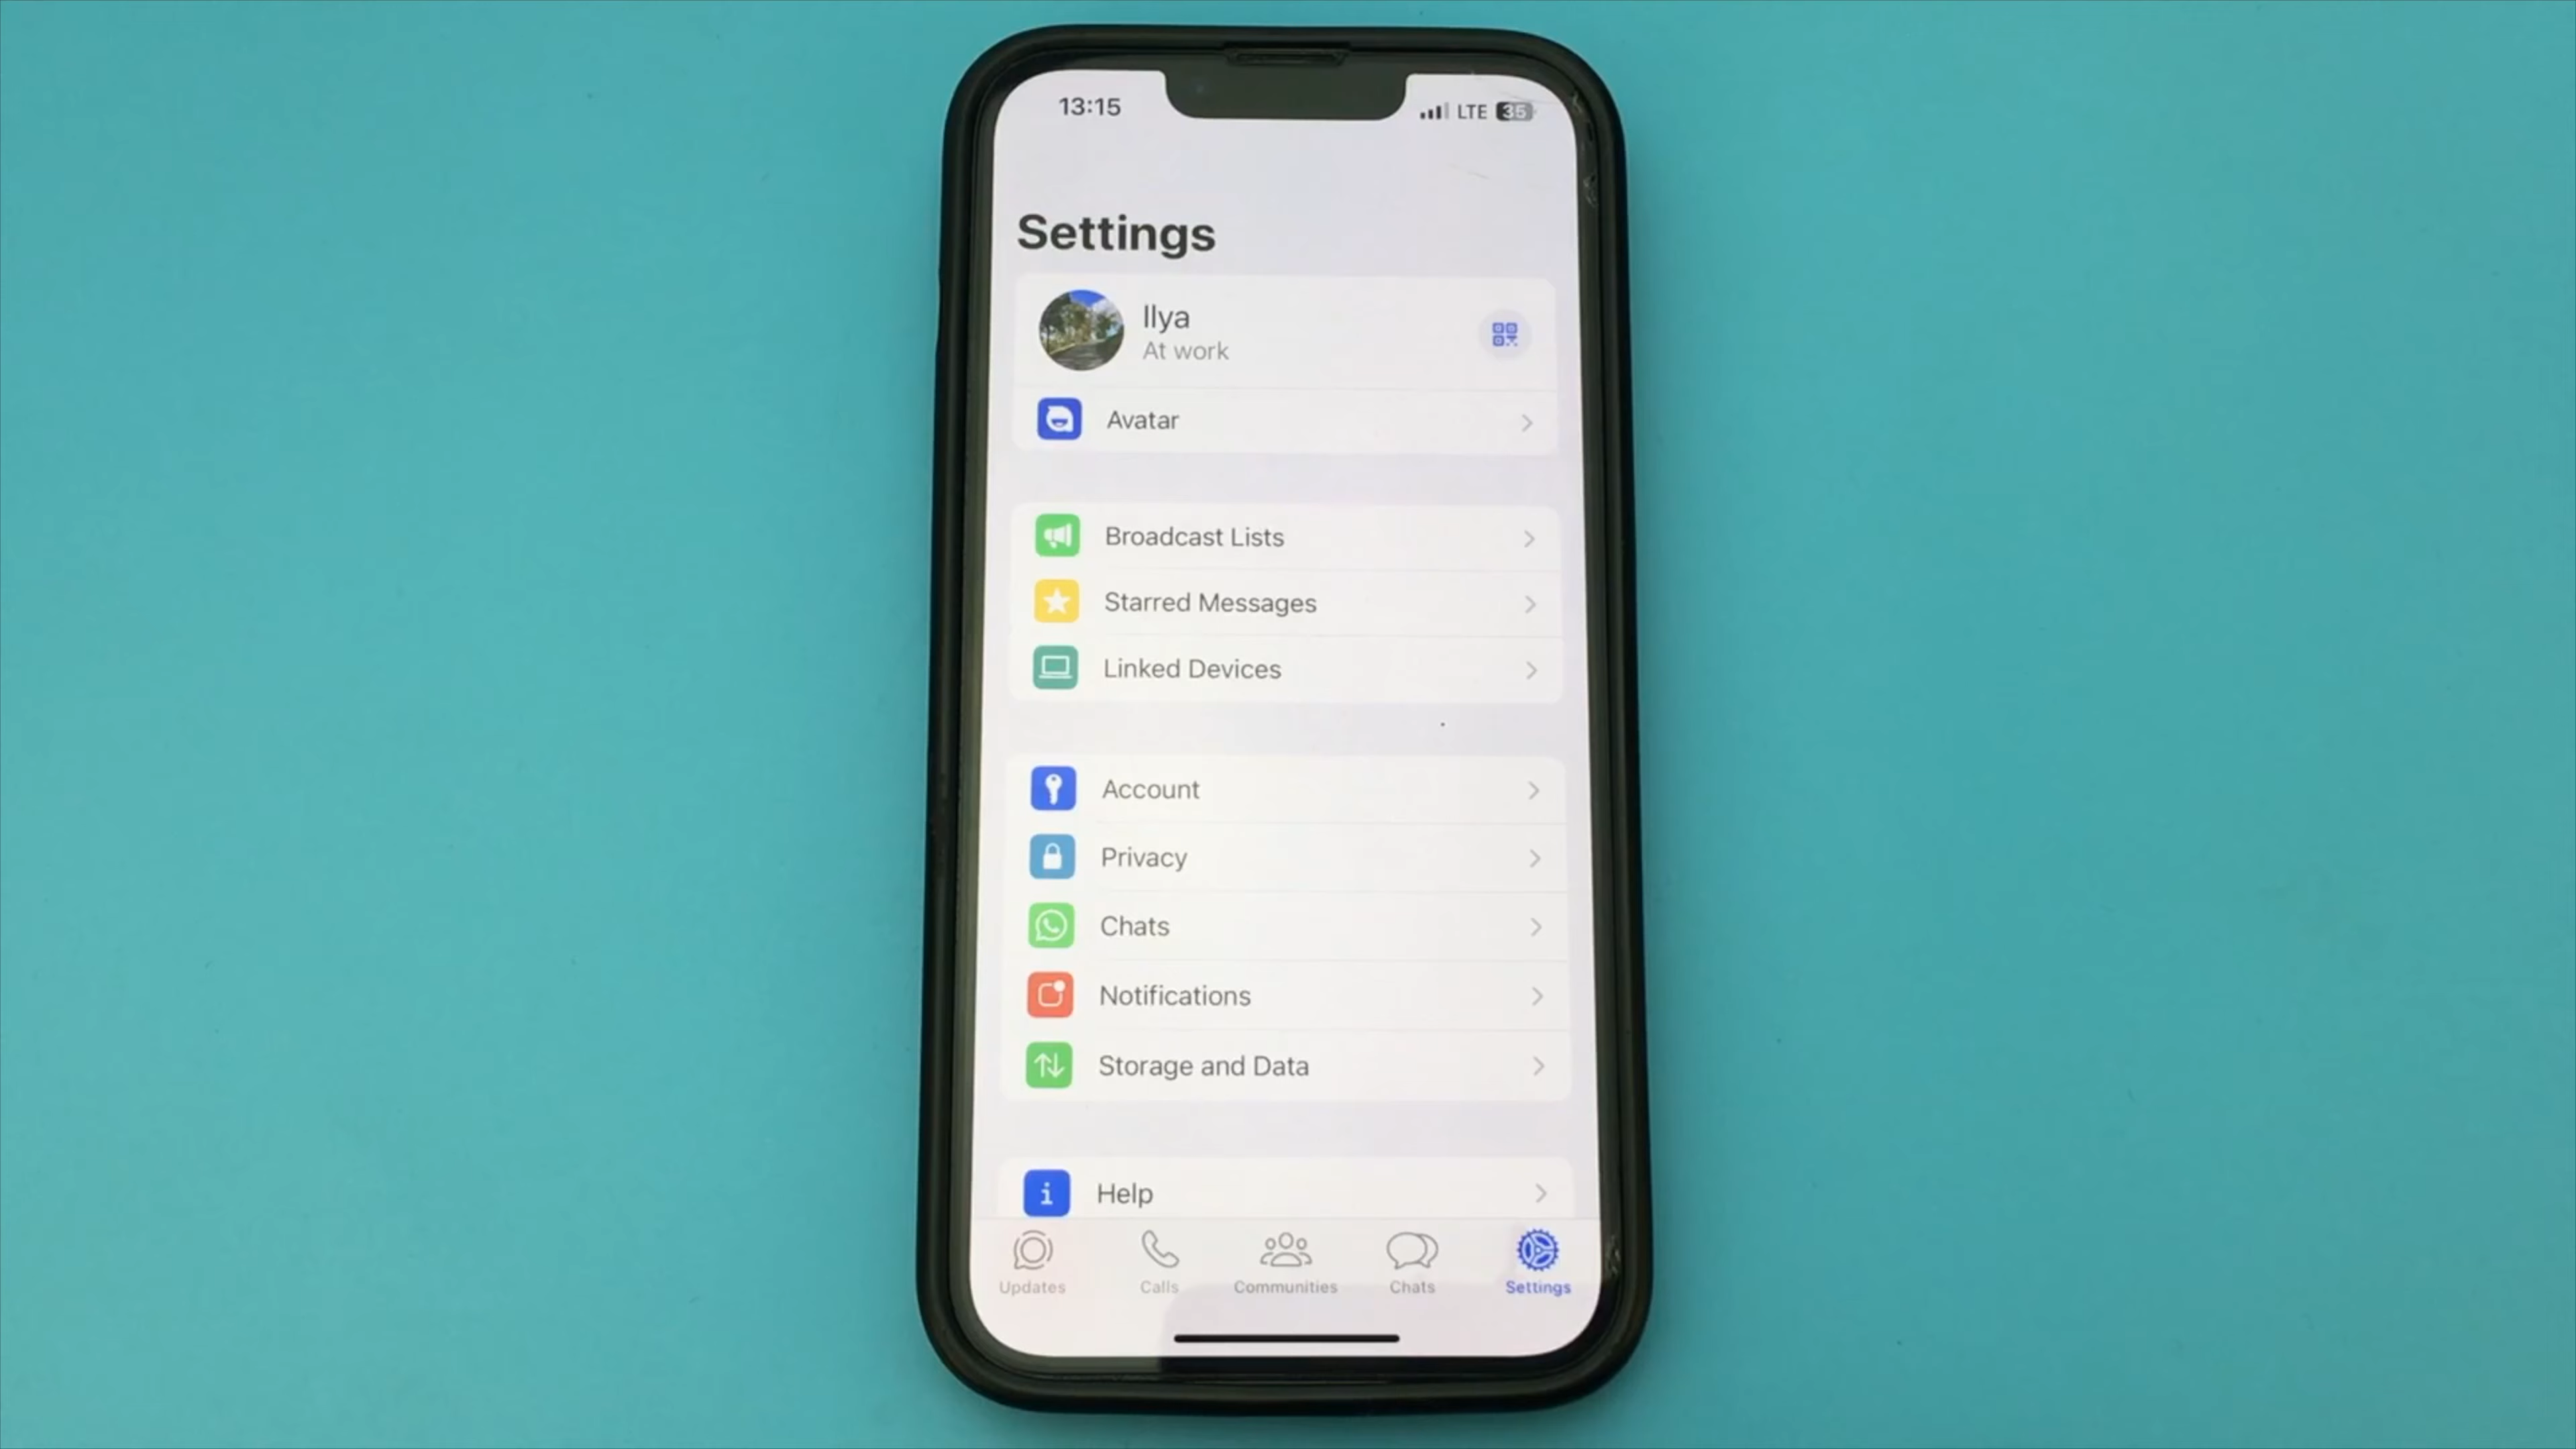 13:15
LTE 35
Settings
Ilya
At work
Avatar
Broadcast Lists
Starred Messages
Linked Devices
Account
Privacy
Chats
Notifications
Storage and Data
Help
Updates
Calls
Communities
Chats
Settings